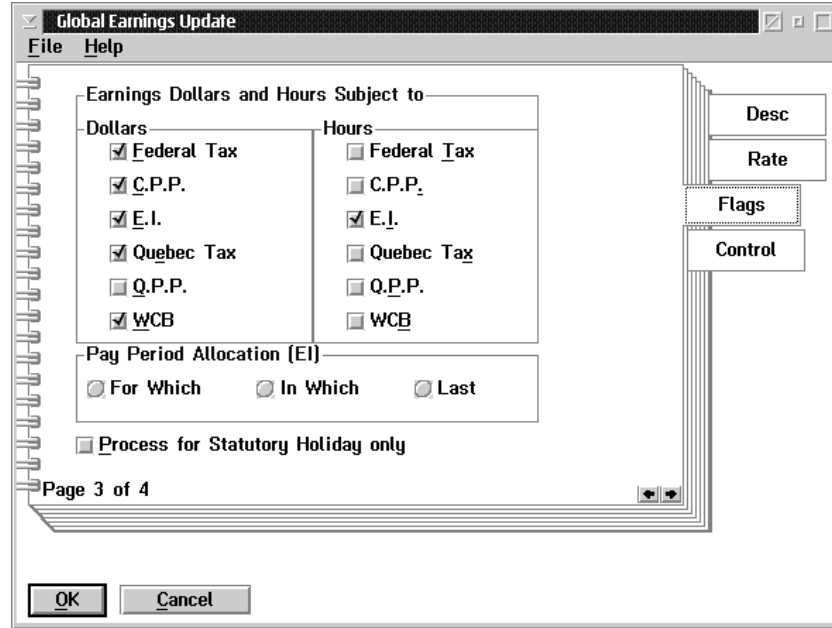 Global Earnings Update
File Help
Earnings Dollars and Hours Subject to
Dollars Hours
Federal Tax Federal Tax
C.P.P. C.P.P.
E.I. E.I.
Quebec Tax Quebec Tax
Q.P.P. Q.P.P.
WCB WCB
Pay Period Allocation (EI)
For Which In Which Last
Process for Statutory Holiday only
Page 3 of 4
Desc
Rate
Flags
Control
OK Cancel